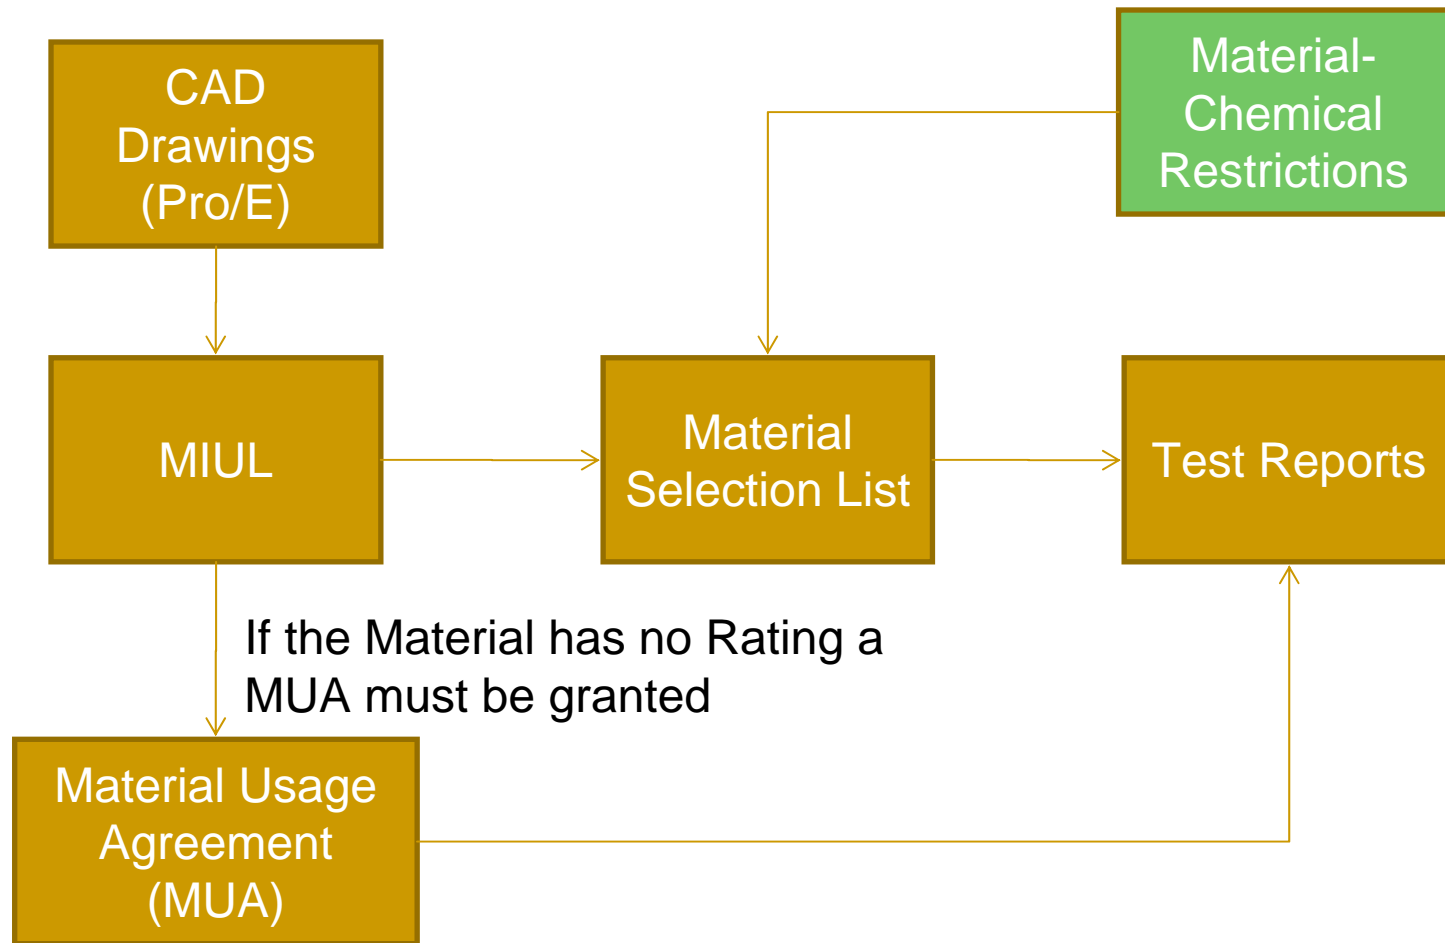 CAD
Drawings
(Pro/E)
Material-
Chemical
Restrictions
MIUL
Material
Selection List
Test Reports
If the Material has no Rating a
MUA must be granted
Material Usage
Agreement
(MUA)